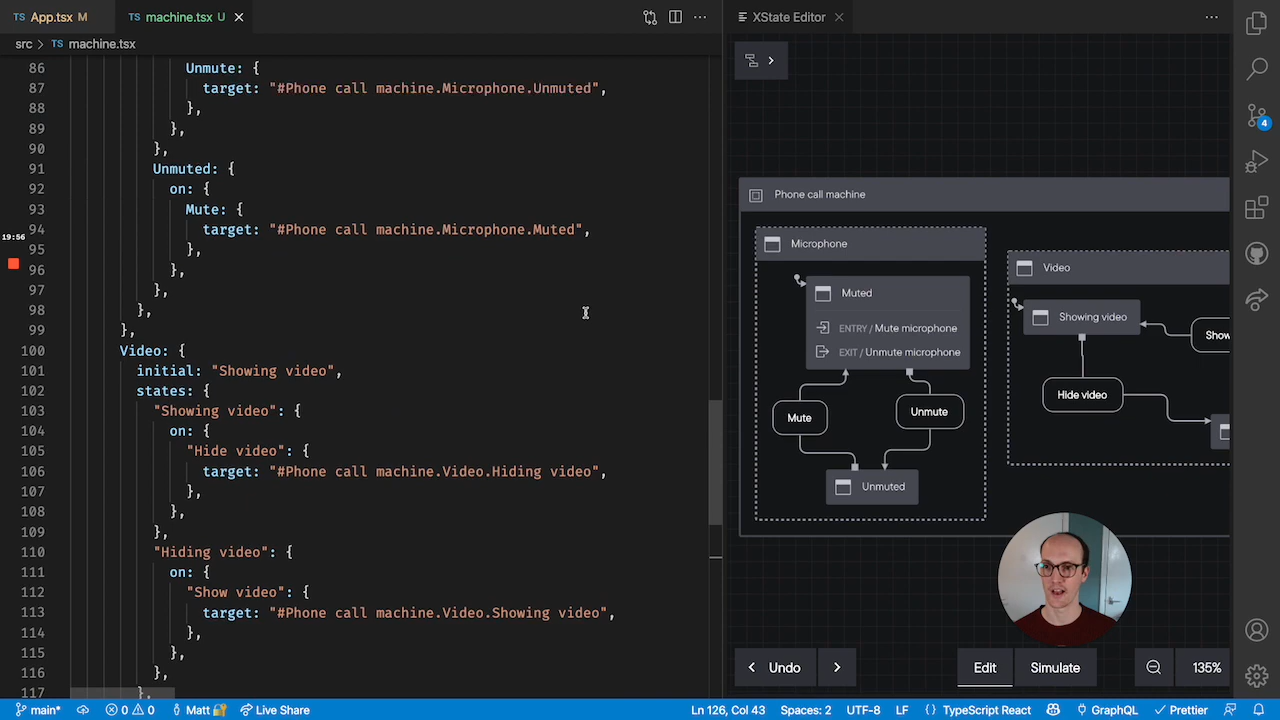 TS App.tsx M
TS machine.tsx U
XState Editor
src > TS machine.tsx
86 Unmute: {
87 target: "#Phone call machine.Microphone.Unmuted",
88 },
89 },
90 },
91 Unmuted: {
92 on: {
93 Mute: {
94 target: "#Phone call machine.Microphone.Muted",
95 },
96 },
97 },
98 },
99 },
100 Video: {
101 initial: "Showing video",
102 states: {
103 "Showing video": {
104 on: {
105 "Hide video": {
106 target: "#Phone call machine.Video.Hiding video",
107 },
108 },
109 },
110 "Hiding video": {
111 on: {
112 "Show video": {
113 target: "#Phone call machine.Video.Showing video",
114 },
115 },
116 },
117 },
19:56
Phone call machine
Microphone
Muted
ENTRY / Mute microphone
EXIT / Unmute microphone
Mute
Unmute
Unmuted
Video
Showing video
Show
Hide video
4
Undo
Edit
Simulate
135%
main*
0 0
Matt
Live Share
Ln 126, Col 43
Spaces: 2
UTF-8
LF
{} TypeScript React
GraphQL
Prettier